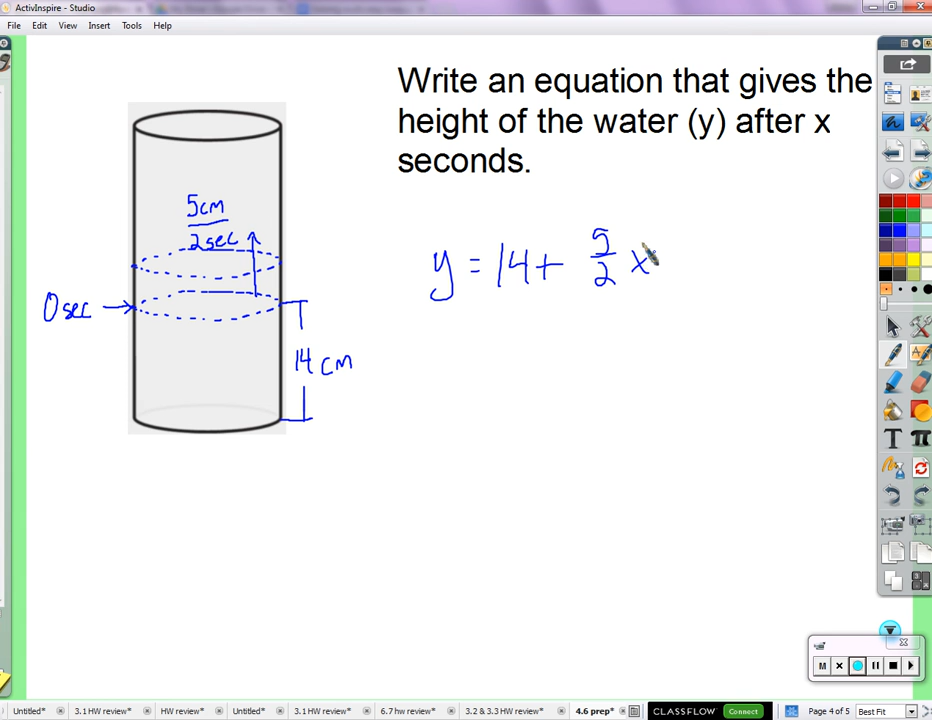 ActivInspire - Studio
File Edit View Insert Tools Help
Write an equation that gives the
height of the water (y) after x
seconds.
5cm
2sec
0sec
14cm
y = 14 + 5/2 x
M
Untitled* 3.1 HW review* HW review* Untitled* 3.1 HW review* 6.7 hw review* 3.2 & 3.3 HW review* 4.6 prep* CLASSFLOW Connect Page 4 of 5 Best Fit